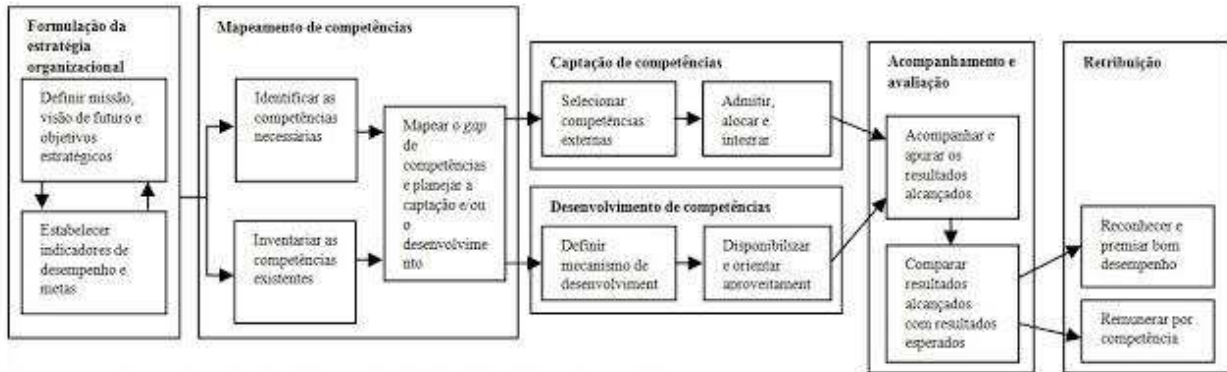 Formulação da
estratégia
organizacional
Definir missão,
visão de futuro e
objetivos
estratégicos
Estabelecer
indicadores de
desempenho e
metas
Mapeamento de competências
Identificar as
competências
necessárias
Inventariar as
competências
existentes
Mapear o gap
de
competências
e planejar a
captação e/ou
o
desenvolvime
nto
Captação de competências
Selecionar
competências
externas
Admitir,
alocar e
integrar
Desenvolvimento de competências
Definir
mecanismo de
desenvolviment
Disponibilizar
e orientar
aproveitament
Acompanhamento e
avaliação
Acompanhar e
apurar os
resultados
alcançados
Comparar
resultados
alcançados
com resultados
esperados
Retribuição
Reconhecer e
premiar bom
desempenho
Remunerar por
competência